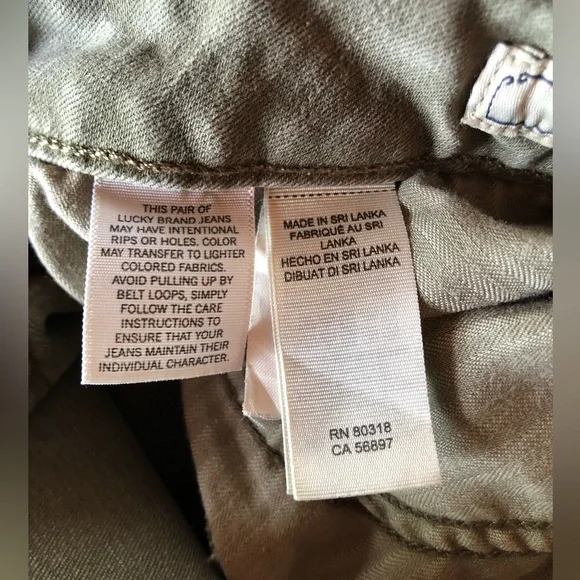 THIS PAIR OF
LUCKY BRAND JEANS
MAY HAVE INTENTIONAL
RIPS OR HOLES. COLOR
MAY TRANSFER TO LIGHTER
COLORED FABRICS.
AVOID PULLING UP BY
BELT LOOPS, SIMPLY
FOLLOW THE CARE
INSTRUCTIONS TO
ENSURE THAT YOUR
JEANS MAINTAIN THEIR
INDIVIDUAL CHARACTER.
MADE IN SRI LANKA
FABRIQUÉ AU SRI
LANKA
HECHO EN SRI LANKA
DIBUAT DI SRI LANKA
RN 80318
CA 56897